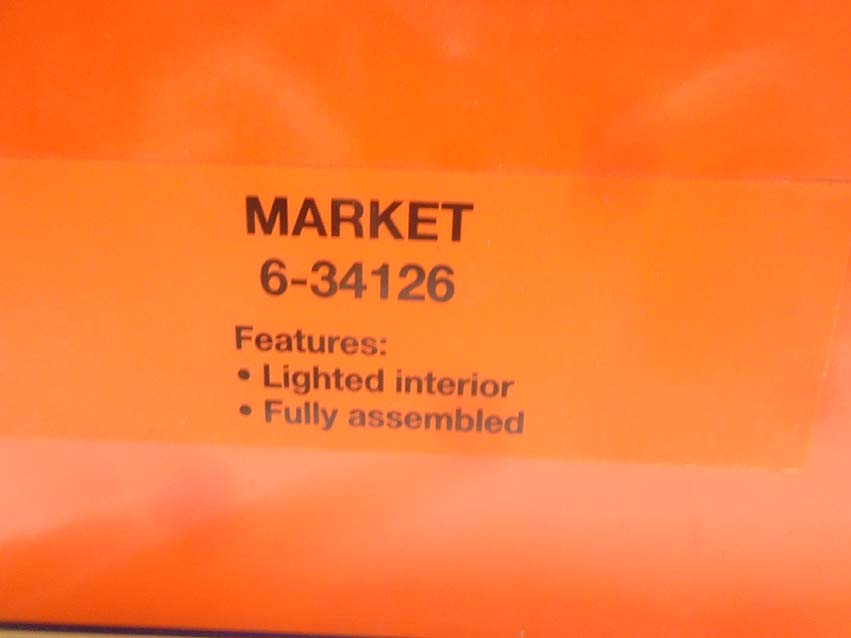 MARKET
6-34126
Features:
• Lighted interior
• Fully assembled